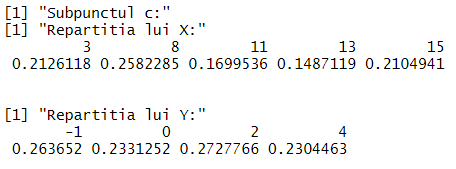 [1] "Subpunctul c:"
[1] "Repartitia lui X:"
3 8 11 13 15
0.2126118 0.2582285 0.1699536 0.1487119 0.2104941
[1] "Repartitia lui Y:"
-1 0 2 4
0.263652 0.2331252 0.2727766 0.2304463